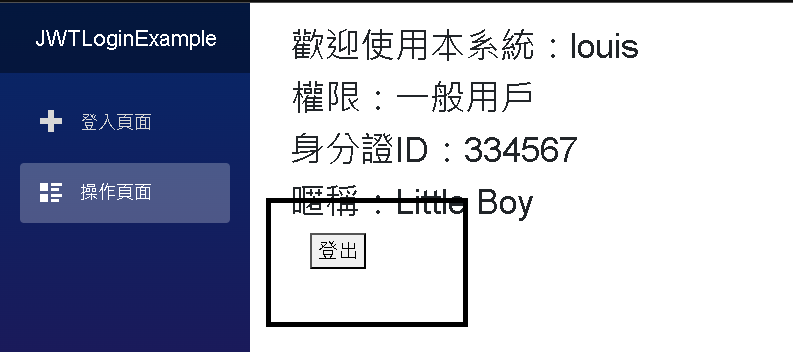 JWTLoginExample
登入頁面
操作頁面
歡迎使用本系統：louis
權限：一般用戶
身分證ID：334567
暱稱：Little Boy
登出